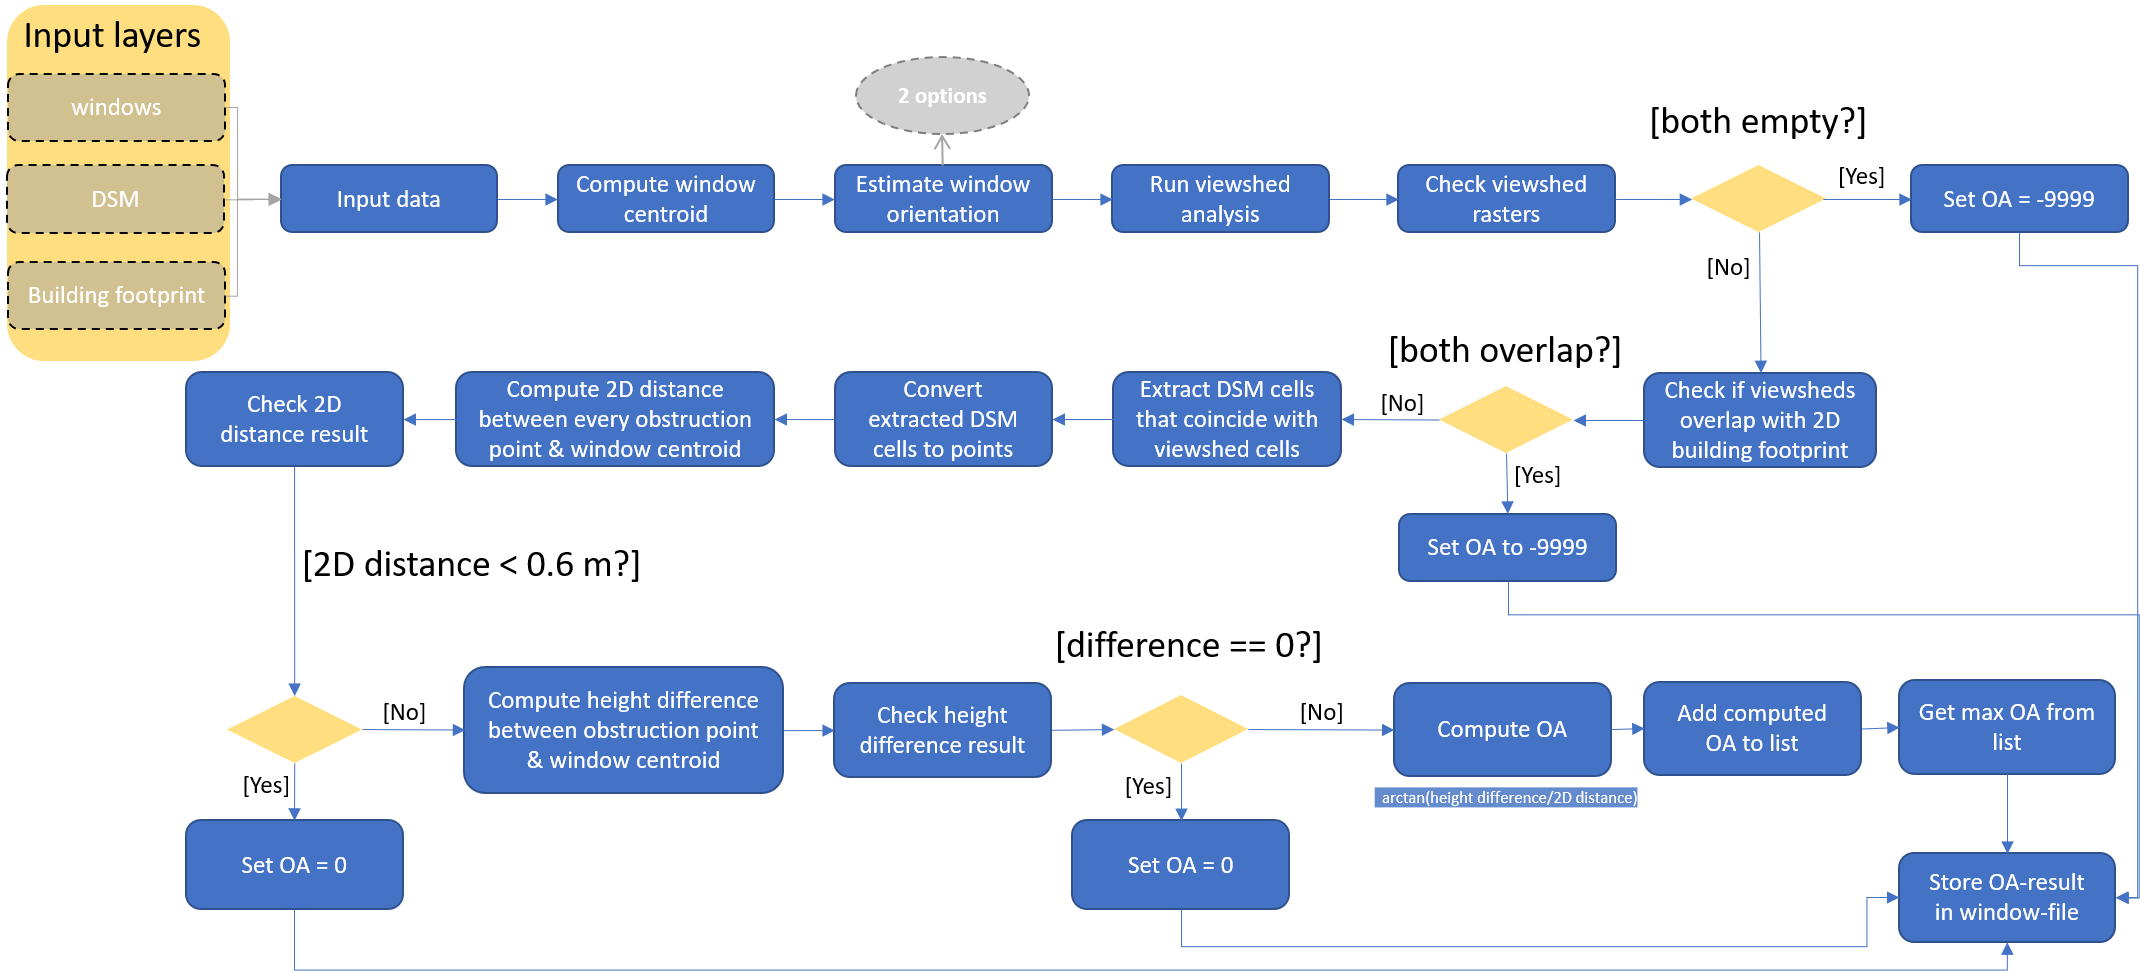 Input layers
windows
DSM
Building footprint
Input data
Compute window
centroid
2 options
Estimate window
orientation
Run viewshed
analysis
Check viewshed
rasters
[both empty?]
[Yes]
Set OA = -9999
[No]
Check if viewsheds
overlap with 2D
building footprint
[both overlap?]
[No]
[Yes]
Set OA to -9999
Extract DSM cells
that coincide with
viewshed cells
Convert
extracted DSM
cells to points
Compute 2D distance
between every obstruction
point & window centroid
Check 2D
distance result
[2D distance < 0.6 m?]
[No]
[Yes]
Set OA = 0
Compute height difference
between obstruction point
& window centroid
Check height
difference result
[difference == 0?]
[No]
[Yes]
Set OA = 0
Compute OA
arctan(height difference/2D distance)
Add computed
OA to list
Get max OA from
list
Store OA-result
in window-file